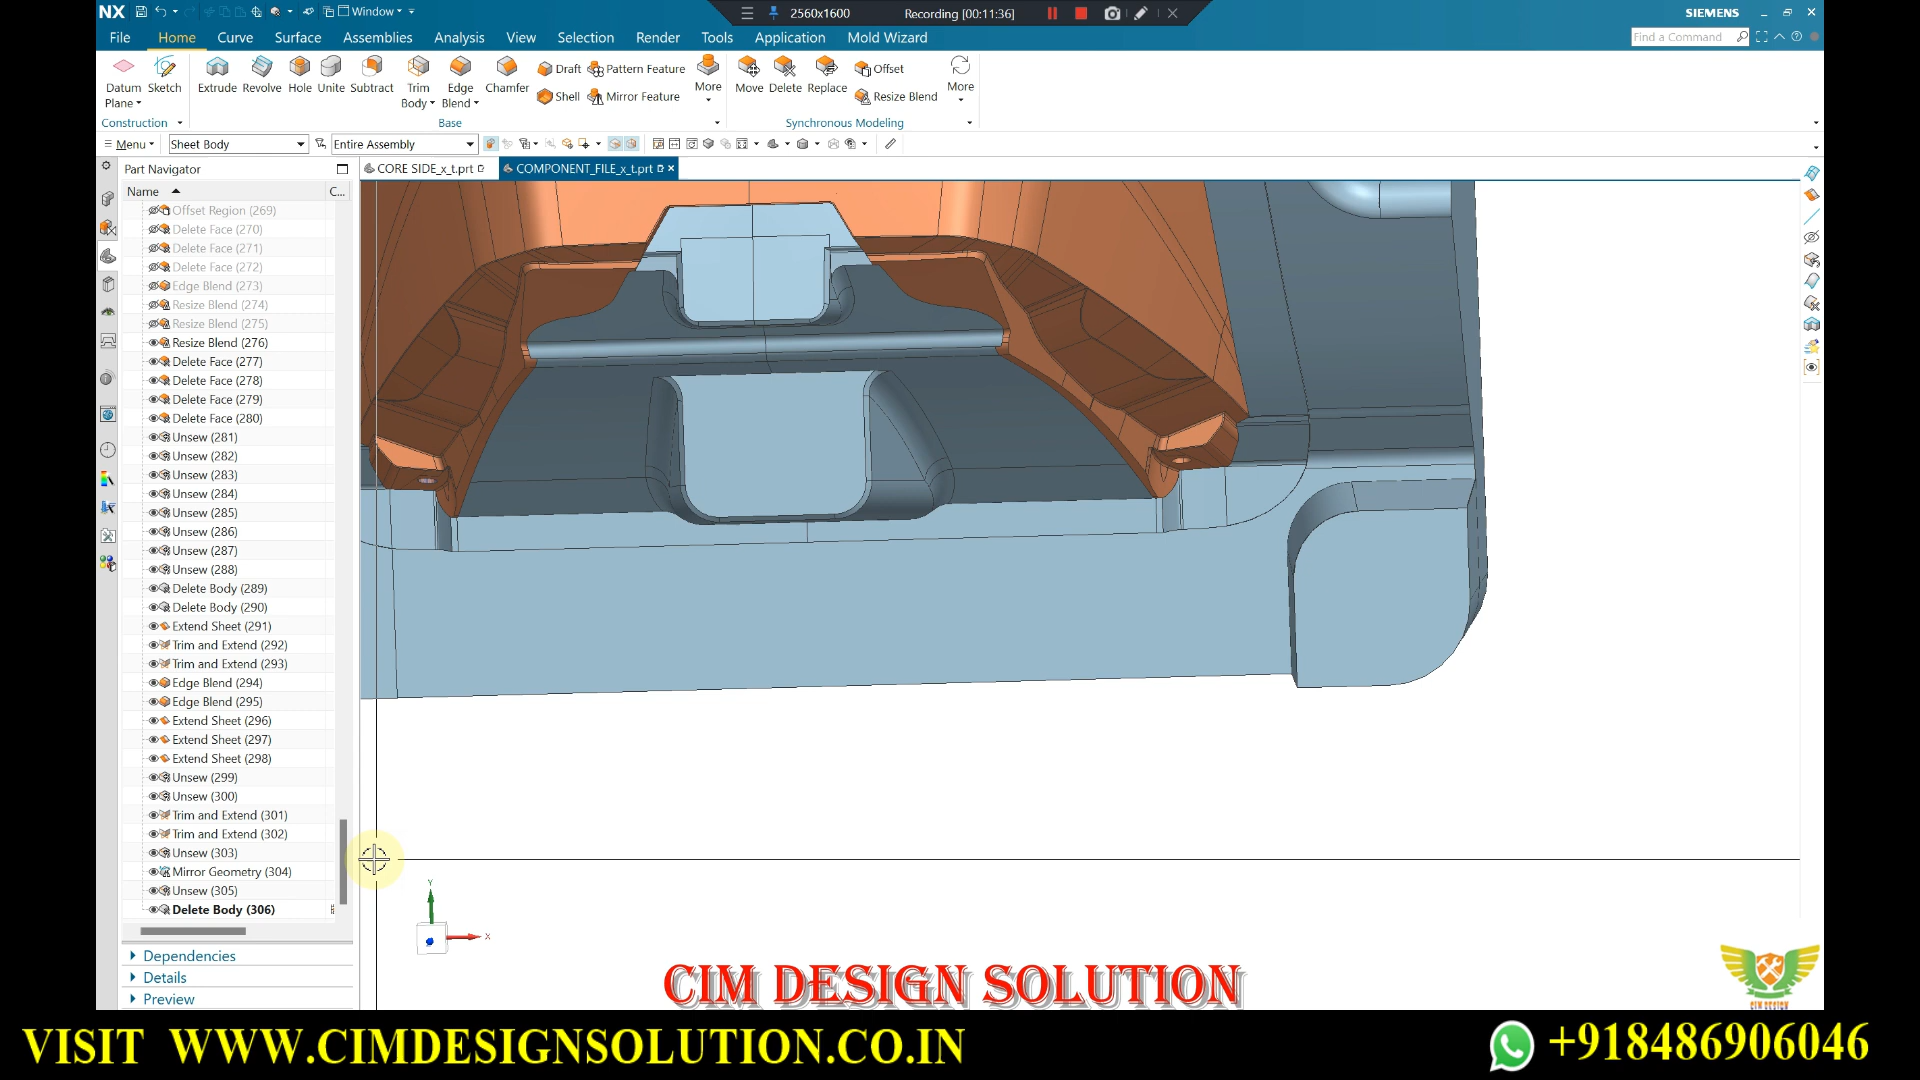 NX
Window
2560x1600
Recording [00:11:36]
SIEMENS
File Home Curve Surface Assemblies Analysis View Selection Render Tools Application Mold Wizard
Find a Command
Datum Plane
Sketch
Extrude
Revolve
Hole
Unite
Subtract
Trim Body
Edge Blend
Chamfer
Draft
Shell
Pattern Feature
Mirror Feature
More
Move
Delete
Replace
Offset
Resize Blend
More
Construction
Base
Synchronous Modeling
Menu
Sheet Body
Entire Assembly
Part Navigator
CORE SIDE_x_t.prt
COMPONENT_FILE_x_t.prt
Name
C...
Offset Region (269)
Delete Face (270)
Delete Face (271)
Delete Face (272)
Edge Blend (273)
Resize Blend (274)
Resize Blend (275)
Resize Blend (276)
Delete Face (277)
Delete Face (278)
Delete Face (279)
Delete Face (280)
Unsew (281)
Unsew (282)
Unsew (283)
Unsew (284)
Unsew (285)
Unsew (286)
Unsew (287)
Unsew (288)
Delete Body (289)
Delete Body (290)
Extend Sheet (291)
Trim and Extend (292)
Trim and Extend (293)
Edge Blend (294)
Edge Blend (295)
Extend Sheet (296)
Extend Sheet (297)
Extend Sheet (298)
Unsew (299)
Unsew (300)
Trim and Extend (301)
Trim and Extend (302)
Unsew (303)
Mirror Geometry (304)
Unsew (305)
Delete Body (306)
Dependencies
Details
Preview
Y
X
CIM DESIGN SOLUTION
CIM DESIGN
VISIT WWW.CIMDESIGNSOLUTION.CO.IN
+918486906046